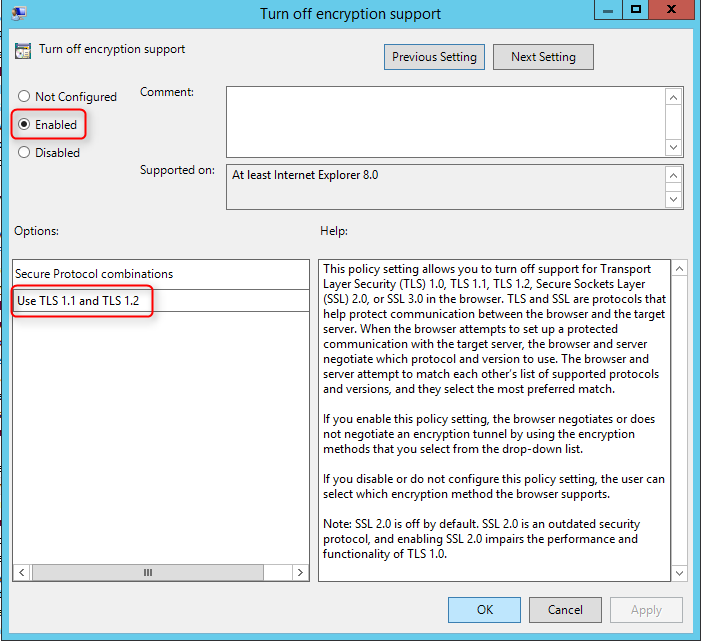 Turn off encryption support
X
Turn off encryption support
Previous Setting
Next Setting
Not Configured
Enabled
Disabled
Comment:
Supported on:
At least Internet Explorer 8.0
Options:
Help:
Secure Protocol combinations
Use TLS 1.1 and TLS 1.2
This policy setting allows you to turn off support for Transport
Layer Security (TLS) 1.0, TLS 1.1, TLS 1.2, Secure Sockets Layer
(SSL) 2.0, or SSL 3.0 in the browser. TLS and SSL are protocols that
help protect communication between the browser and the target
server. When the browser attempts to set up a protected
communication with the target server, the browser and server
negotiate which protocol and version to use. The browser and
server attempt to match each other's list of supported protocols
and versions, and they select the most preferred match.
If you enable this policy setting, the browser negotiates or does
not negotiate an encryption tunnel by using the encryption
methods that you select from the drop-down list.
If you disable or do not configure this policy setting, the user can
select which encryption method the browser supports.
Note: SSL 2.0 is off by default. SSL 2.0 is an outdated security
protocol, and enabling SSL 2.0 impairs the performance and
functionality of TLS 1.0.
OK
Cancel
Apply